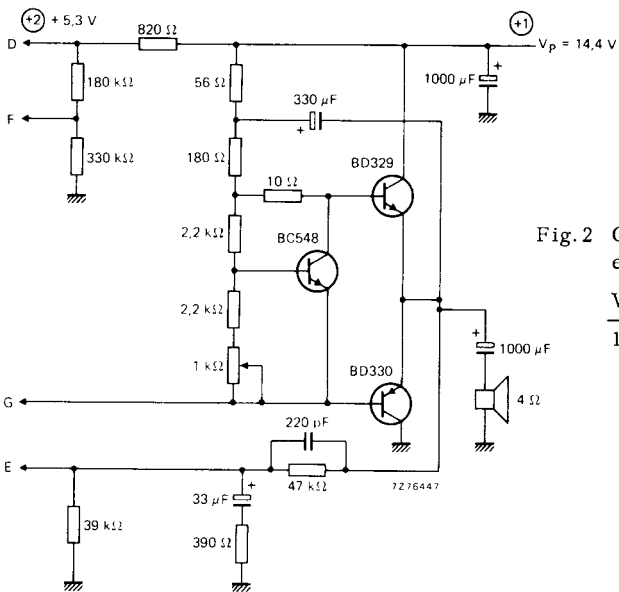 +2 + 5,3 V
+1
D
820 Ω
VP = 14,4 V
180 kΩ
56 Ω
330 μF
+
1000 μF
+
F
180 Ω
BD329
330 kΩ
10 Ω
2,2 kΩ
BC548
Fig. 2 C
e
V
1
2,2 kΩ
+
1000 μF
1 kΩ
BD330
4 Ω
G
220 pF
E
+
33 μF
47 kΩ
7Z76447
39 kΩ
390 Ω